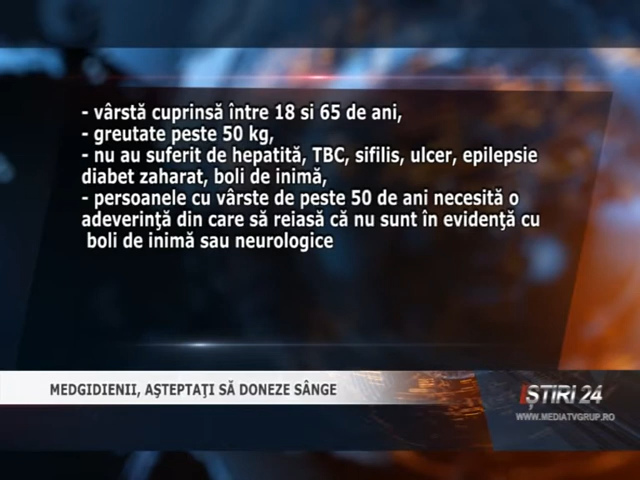 - vârstă cuprinsă între 18 si 65 de ani,
- greutate peste 50 kg,
- nu au suferit de hepatită, TBC, sifilis, ulcer, epilepsie
diabet zaharat, boli de inimă,
- persoanele cu vârste de peste 50 de ani necesită o
adeverinţă din care să reiasă că nu sunt în evidenţă cu
boli de inimă sau neurologice
MEDGIDIENII, AŞTEPTAŢI SĂ DONEZE SÂNGE
ȘTIRI 24
WWW.MEDIATVGRUP.RO